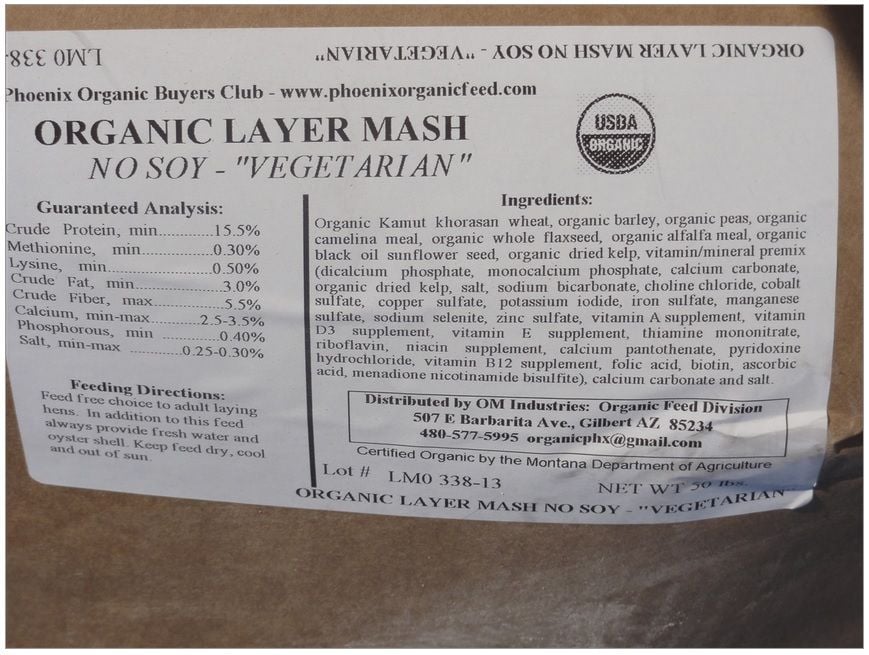 LM0 338-
ORGANIC LAYER MASH NO SOY - "VEGETARIAN"
Phoenix Organic Buyers Club - www.phoenixorganicfeed.com
ORGANIC LAYER MASH
NO SOY - "VEGETARIAN"
USDA
ORGANIC
Guaranteed Analysis:
Crude Protein, min.............15.5%
Methionine, min.................0.30%
Lysine, min........................0.50%
Crude Fat, min....................3.0%
Crude Fiber, max................5.5%
Calcium, min-max..........2.5-3.5%
Phosphorous, min ............0.40%
Salt, min-max ..........0.25-0.30%
Feeding Directions:
Feed free choice to adult laying
hens. In addition to this feed
always provide fresh water and
oyster shell. Keep feed dry, cool
and out of sun.
Ingredients:
Organic Kamut khorasan wheat, organic barley, organic peas, organic
camelina meal, organic whole flaxseed, organic alfalfa meal, organic
black oil sunflower seed, organic dried kelp, vitamin/mineral premix
(dicalcium phosphate, monocalcium phosphate, calcium carbonate,
organic dried kelp, salt, sodium bicarbonate, choline chloride, cobalt
sulfate, copper sulfate, potassium iodide, iron sulfate, manganese
sulfate, sodium selenite, zinc sulfate, vitamin A supplement, vitamin
D3 supplement, vitamin E supplement, thiamine mononitrate,
riboflavin, niacin supplement, calcium pantothenate, pyridoxine
hydrochloride, vitamin B12 supplement, folic acid, biotin, ascorbic
acid, menadione nicotinamide bisulfite), calcium carbonate and salt.
Distributed by OM Industries: Organic Feed Division
507 E Barbarita Ave., Gilbert AZ 85234
480-577-5995 organicphx@gmail.com
Certified Organic by the Montana Department of Agriculture
Lot # LM0 338-13 NET WT 50 lbs.
ORGANIC LAYER MASH NO SOY - "VEGETARIAN"